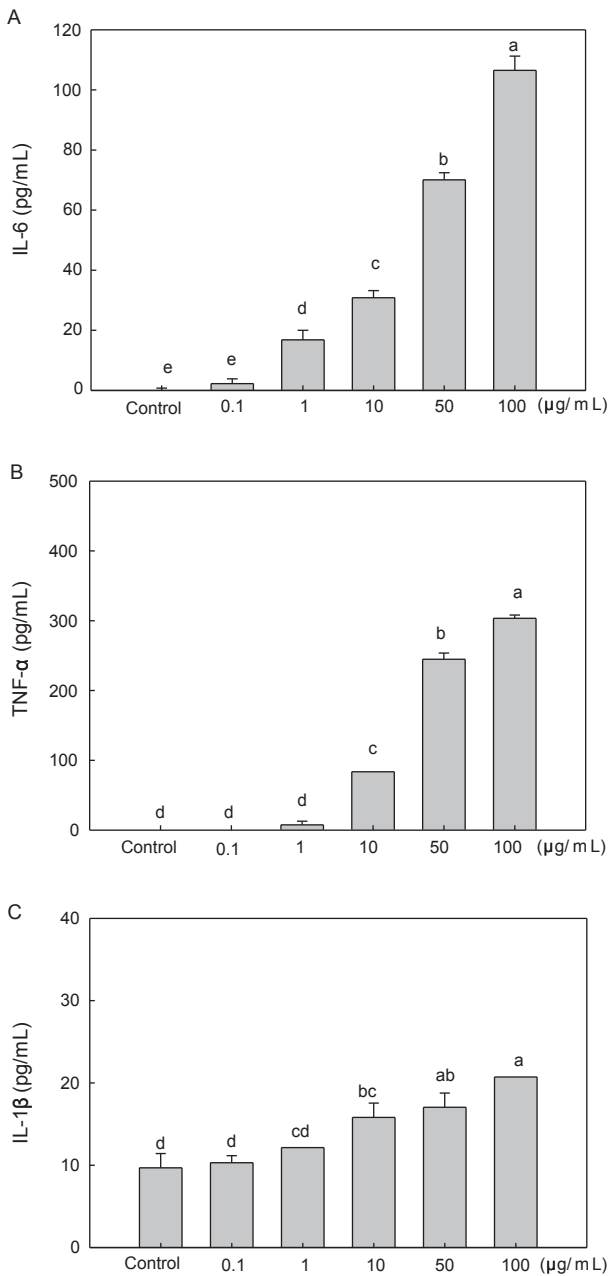 A
120
100
80
60
40
20
0
IL-6 (pg/mL)
e e d c b a
Control 0.1 1 10 50 100 (μg/ mL)
B
500
400
300
200
100
0
TNF-α (pg/mL)
d d d c b a
Control 0.1 1 10 50 100 (μg/ mL)
C
40
30
20
10
0
IL-1β (pg/mL)
d d cd bc ab a
Control 0.1 1 10 50 100 (μg/ mL)